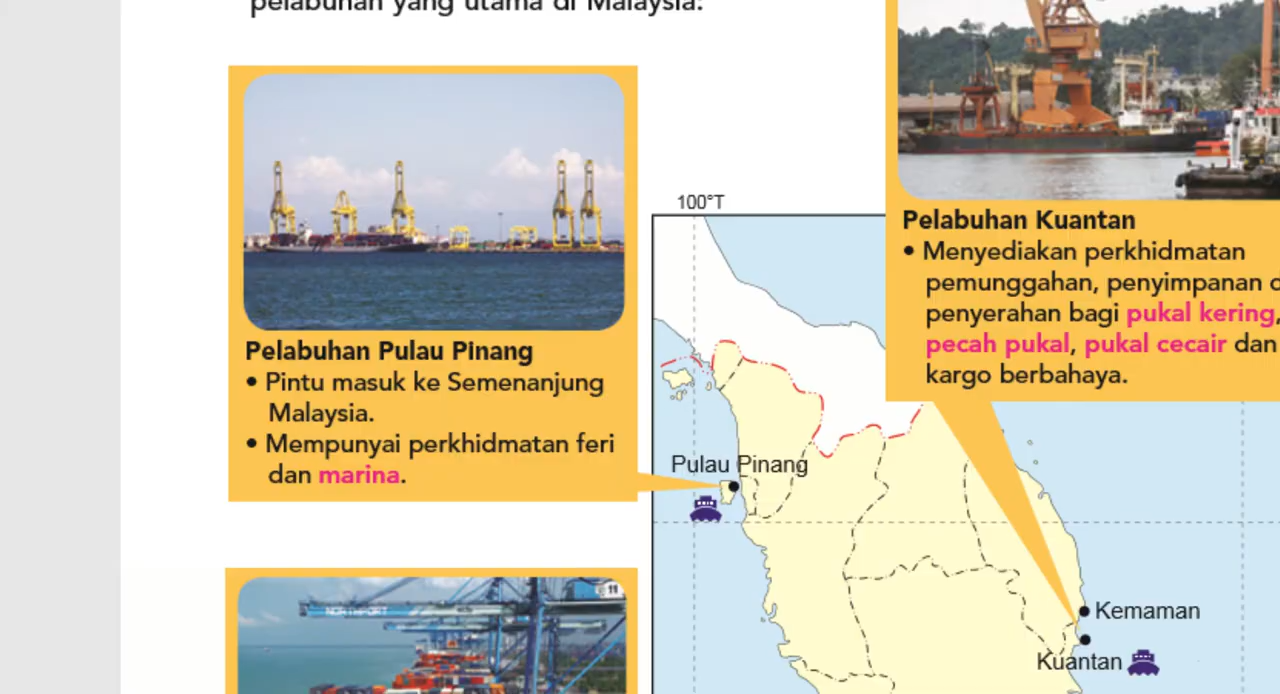 pelabuhan yang utama di Malaysia:
Pelabuhan Pulau Pinang
• Pintu masuk ke Semenanjung
Malaysia.
• Mempunyai perkhidmatan feri
dan marina.
NORTHPORT
11
Pelabuhan Kuantan
• Menyediakan perkhidmatan
pemunggahan, penyimpanan
penyerahan bagi pukal kering,
pecah pukal, pukal cecair dan
kargo berbahaya.
100°T
Pulau Pinang
Kemaman
Kuantan